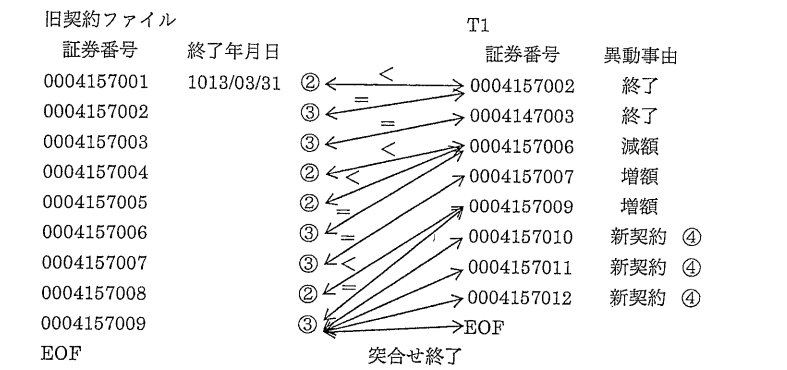 旧契約ファイル
T1
証券番号 終了年月日
証券番号 異動事由
0004157001 1013/03/31 ② < 0004157002 終了
0004157002 ③ = 0004147003 終了
0004157003 ③ = 0004157006 減額
0004157004 ② < 0004157007 増額
0004157005 ② < 0004157009 増額
0004157006 ③ = 0004157010 新契約 ④
0004157007 ③ = 0004157011 新契約 ④
0004157008 ② < 0004157012 新契約 ④
0004157009 ③ = EOF
EOF 突合せ終了